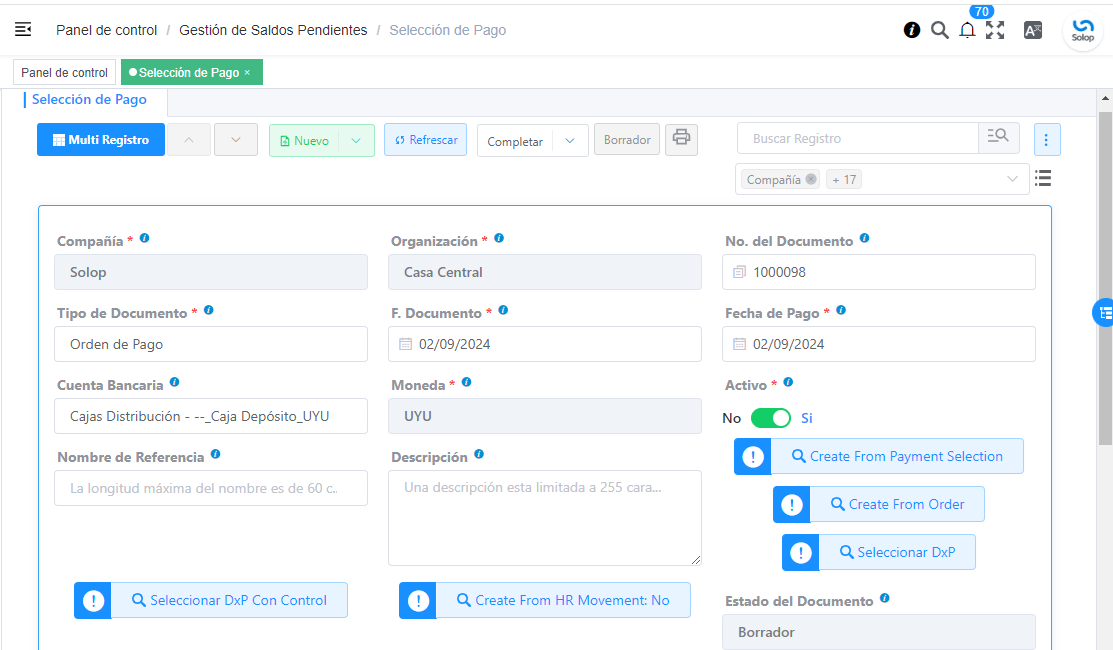 70
Panel de control / Gestión de Saldos Pendientes / Selección de Pago
Solop
Panel de control
Selección de Pago ×
Selección de Pago
Multi Registro
Nuevo
Refrescar
Completar
Borrador
Buscar Registro
Compañía
+ 17
Compañía *
Organización *
No. del Documento
Solop
Casa Central
1000098
Tipo de Documento *
F. Documento *
Fecha de Pago *
Orden de Pago
02/09/2024
02/09/2024
Cuenta Bancaria
Moneda *
Activo *
Cajas Distribución - --_Caja Depósito_UYU
UYU
No
Si
Nombre de Referencia
Descripción
Create From Payment Selection
La longitud máxima del nombre es de 60 c..
Una descripción esta limitada a 255 cara...
Create From Order
Seleccionar DxP
Seleccionar DxP Con Control
Create From HR Movement: No
Estado del Documento
Borrador